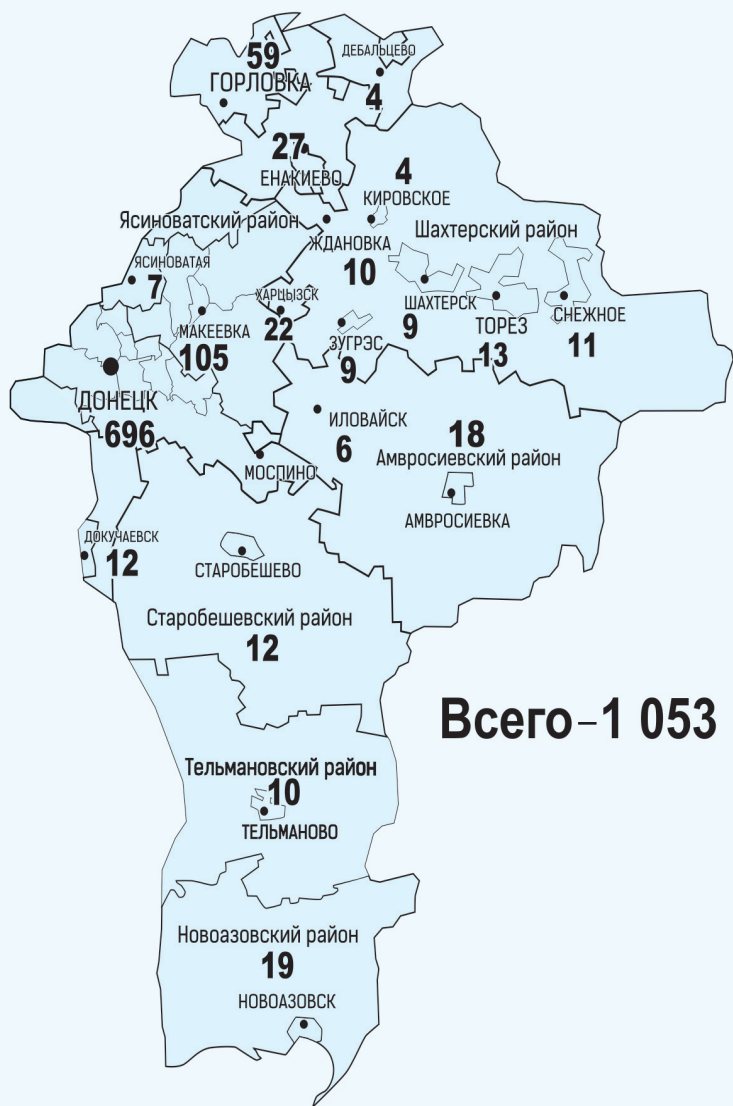 59
ГОРЛОВКА
ДЕБАЛЬЦЕВО
4
27
ЕНАКИЕВО
4
КИРОВСКОЕ
Ясиноватский район
ЖДАНОВКА
10
Шахтерский район
ЯСИНОВАТАЯ
7
МАКЕЕВКА
105
ХАРЦЫЗСК
22
ЗУГРЭС
9
ШАХТЕРСК
9
ТОРЕЗ
13
СНЕЖНОЕ
11
ДОНЕЦК
696
ИЛОВАЙСК
6
18
Амвросиевский район
АМВРОСИЕВКА
МОСПИНО
ДОКУЧАЕВСК
12
СТАРОБЕШЕВО
Старобешевский район
12
Всего–1 053
Тельмановский район
10
ТЕЛЬМАНОВО
Новоазовский район
19
НОВОАЗОВСК